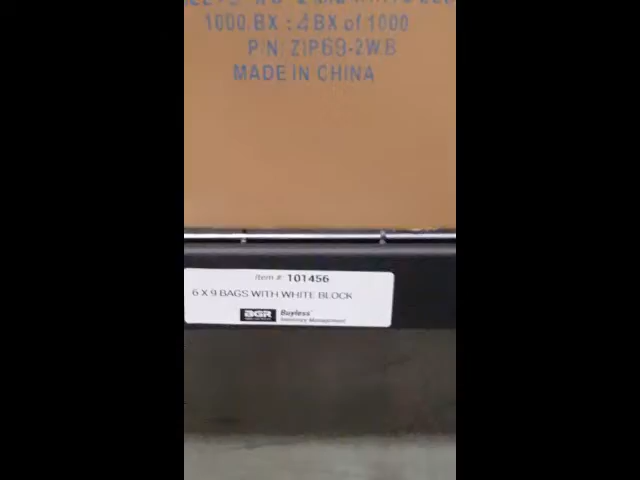 1000 BX : 4 BX of 1000
P/N: ZIP69-2WB
MADE IN CHINA
Item #: 101456
6 X 9 BAGS WITH WHITE BLOCK
BGR Buyless
Inventory Management